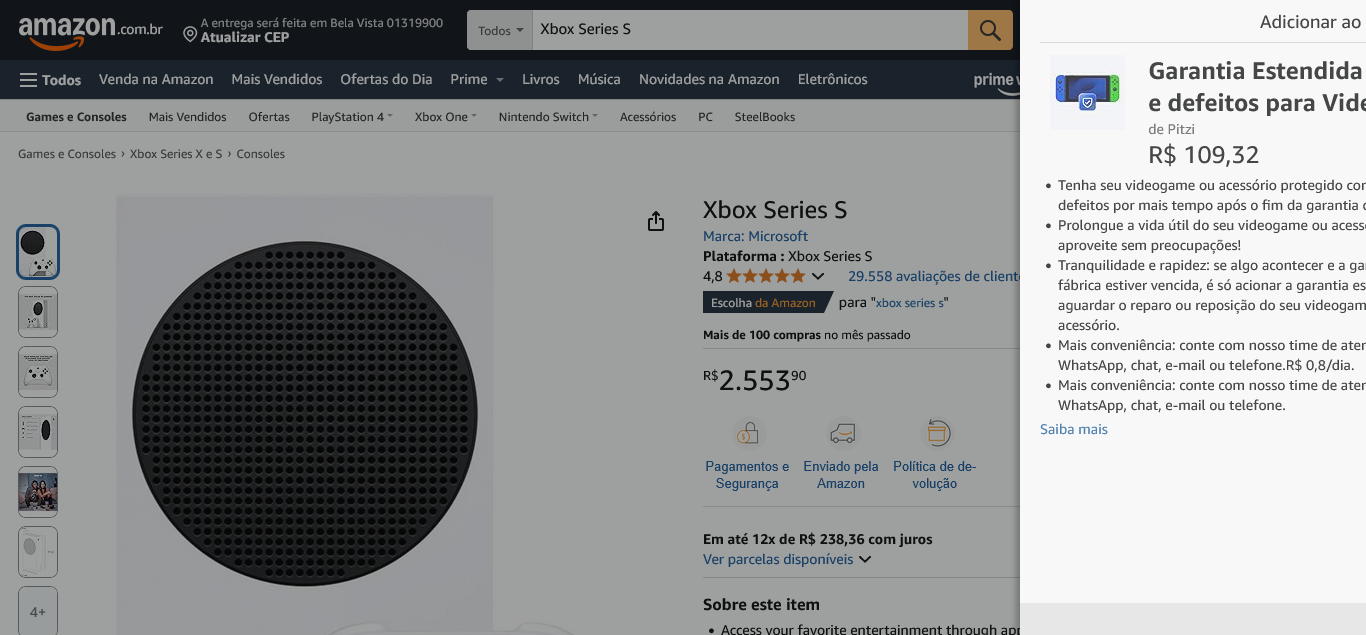 amazon.com.br
A entrega será feita em Bela Vista 01319900
Atualizar CEP
Todos
Xbox Series S
Todos
Venda na Amazon
Mais Vendidos
Ofertas do Dia
Prime
Livros
Música
Novidades na Amazon
Eletrônicos
prime
Games e Consoles
Mais Vendidos
Ofertas
PlayStation 4
Xbox One
Nintendo Switch
Acessórios
PC
SteelBooks
Games e Consoles › Xbox Series X e S › Consoles
4+
Xbox Series S
Marca: Microsoft
Plataforma : Xbox Series S
4,8
29.558 avaliações de cliente
Escolha da Amazon para "xbox series s"
Mais de 100 compras no mês passado
R$2.55390
Pagamentos e
Segurança
Enviado pela
Amazon
Política de de-
volução
Em até 12x de R$ 238,36 com juros
Ver parcelas disponíveis
Sobre este item
• Access your favorite entertainment through app
Adicionar ao
Garantia Estendida
e defeitos para Vide
de Pitzi
R$ 109,32
• Tenha seu videogame ou acessório protegido con
defeitos por mais tempo após o fim da garantia
• Prolongue a vida útil do seu videogame ou acess
aproveite sem preocupações!
• Tranquilidade e rapidez: se algo acontecer e a ga
fábrica estiver vencida, é só acionar a garantia es
aguardar o reparo ou reposição do seu videogam
acessório.
• Mais conveniência: conte com nosso time de aten
WhatsApp, chat, e-mail ou telefone.R$ 0,8/dia.
• Mais conveniência: conte com nosso time de aten
WhatsApp, chat, e-mail ou telefone.
Saiba mais